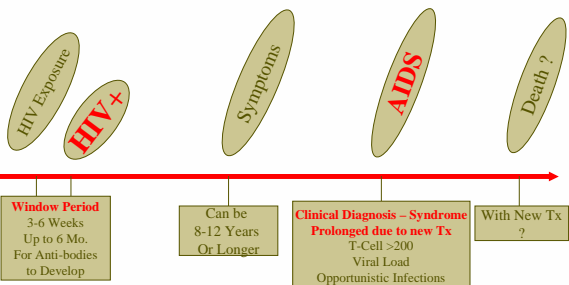 HIV Exposure
HIV+
Symptoms
AIDS
Death ?
Window Period
3-6 Weeks
Up to 6 Mo.
For Anti-bodies
to Develop
Can be
8-12 Years
Or Longer
Clinical Diagnosis – Syndrome
Prolonged due to new Tx
T-Cell >200
Viral Load
Opportunistic Infections
With New Tx
?